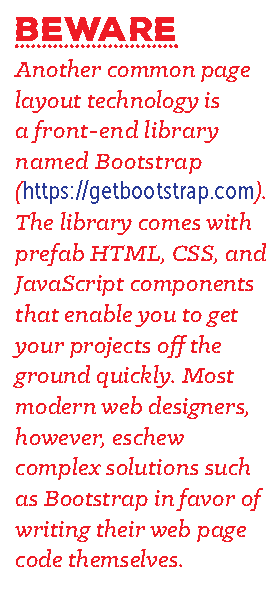 BEWARE
Another common page
layout technology is
a front-end library
named Bootstrap
(https://getbootstrap.com).
The library comes with
prefab HTML, CSS, and
JavaScript components
that enable you to get
your projects off the
ground quickly. Most
modern web designers,
however, eschew
complex solutions such
as Bootstrap in favor of
writing their web page
code themselves.